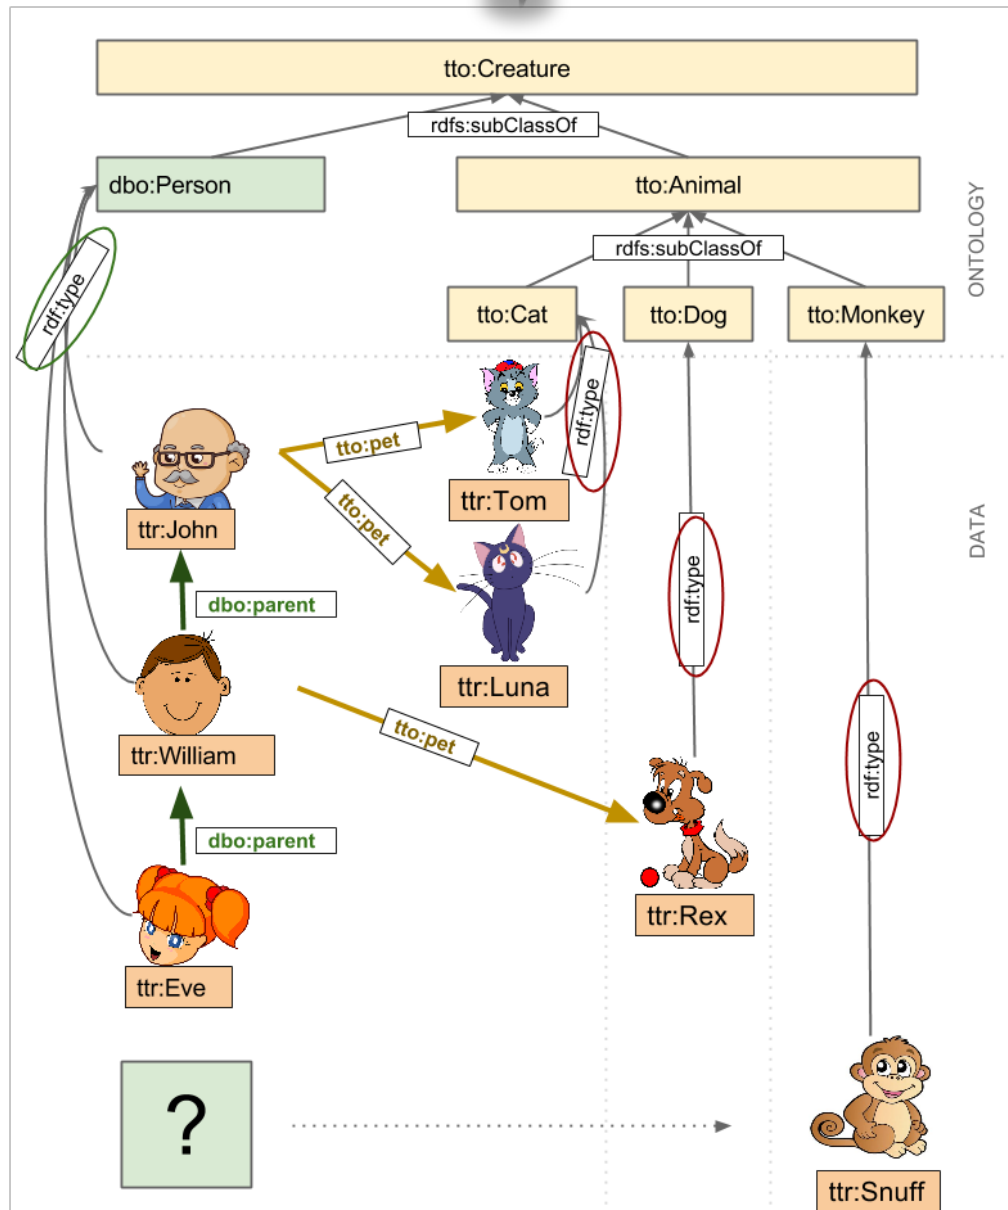 tto:Creature
rdfs:subClassOf
dbo:Person
tto:Animal
rdfs:subClassOf
ONTOLOGY
rdf:type
tto:Cat
tto:Dog
tto:Monkey
rdf:type
tto:pet
ttr:Tom
tto:pet
ttr:John
rdf:type
DATA
dbo:parent
ttr:Luna
ttr:William
tto:pet
rdf:type
dbo:parent
ttr:Rex
ttr:Eve
?
ttr:Snuff